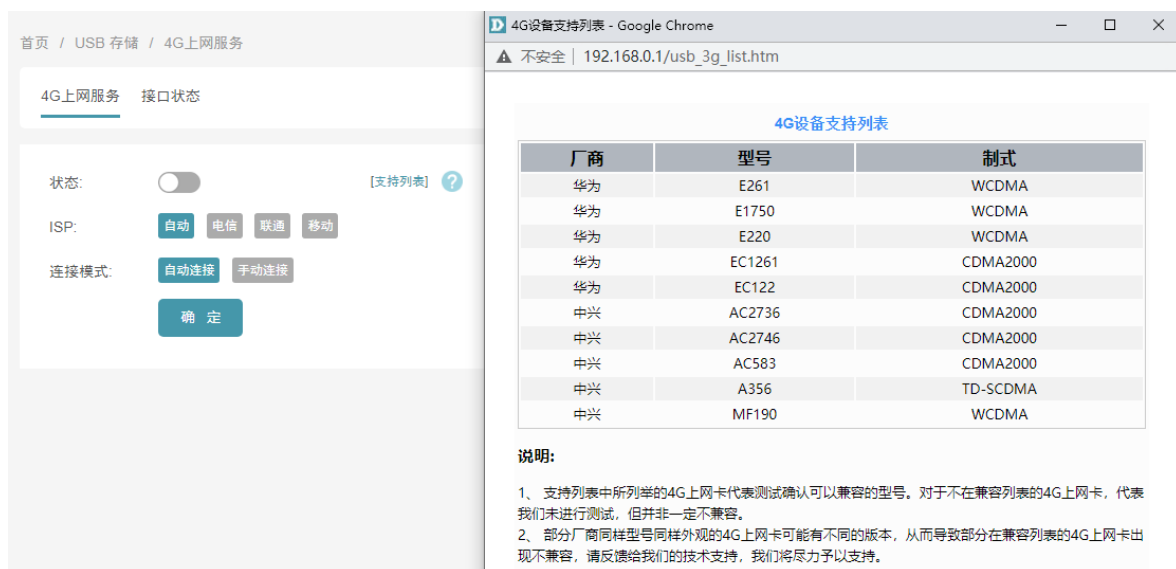 首页 / USB 存储 / 4G上网服务
4G上网服务 接口状态
状态: [支持列表] ?
ISP: 自动 电信 联通 移动
连接模式: 自动连接 手动连接
确 定
4G设备支持列表 - Google Chrome
不安全 | 192.168.0.1/usb_3g_list.htm
4G设备支持列表
厂商 型号 制式
华为 E261 WCDMA
华为 E1750 WCDMA
华为 E220 WCDMA
华为 EC1261 CDMA2000
华为 EC122 CDMA2000
中兴 AC2736 CDMA2000
中兴 AC2746 CDMA2000
中兴 AC583 CDMA2000
中兴 A356 TD-SCDMA
中兴 MF190 WCDMA
说明:
1、 支持列表中所列举的4G上网卡代表测试确认可以兼容的型号。对于不在兼容列表的4G上网卡，代表
我们未进行测试，但并非一定不兼容。
2、 部分厂商同样型号同样外观的4G上网卡可能有不同的版本，从而导致部分在兼容列表的4G上网卡出
现不兼容，请反馈给我们的技术支持，我们将尽力予以支持。